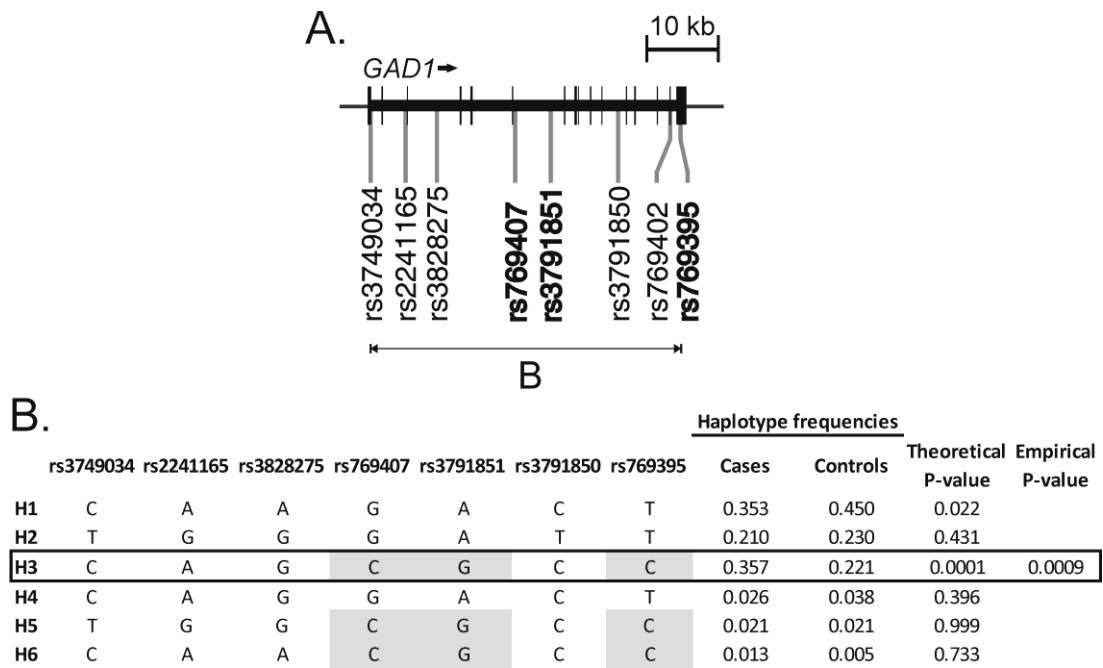 A.
10 kb
GAD1
rs3749034
rs2241165
rs3828275
rs769407
rs3791851
rs3791850
rs769402
rs769395
B
B.
Haplotype frequencies
rs3749034 rs2241165 rs3828275 rs769407 rs3791851 rs3791850 rs769395 Cases Controls Theoretical P-value Empirical P-value
H1 C A A G A C T 0.353 0.450 0.022
H2 T G G G A T T 0.210 0.230 0.431
H3 C A G C G C C 0.357 0.221 0.0001 0.0009
H4 C A G G A C T 0.026 0.038 0.396
H5 T G G C G C C 0.021 0.021 0.999
H6 C A A C G C C 0.013 0.005 0.733